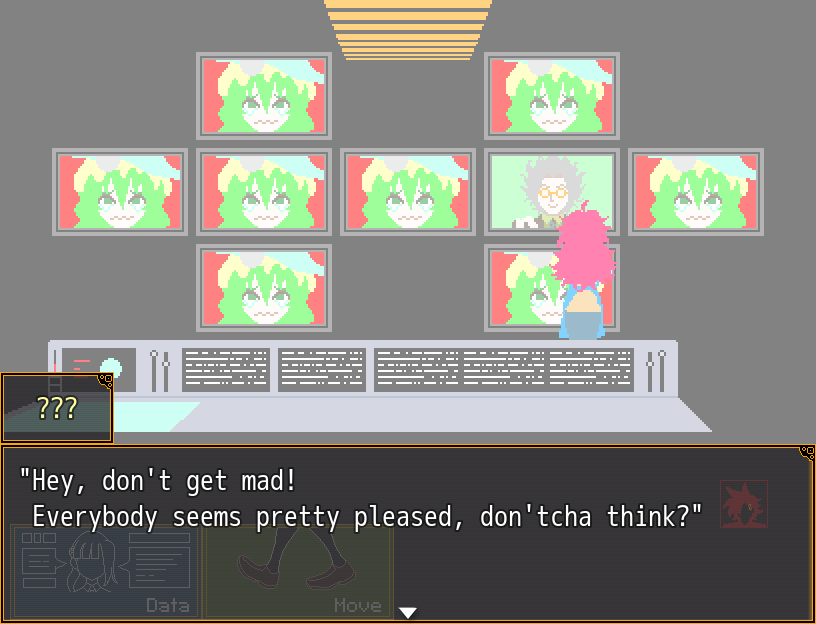 ???
"Hey, don't get mad!
Everybody seems pretty pleased, don'tcha think?"
Data
Move